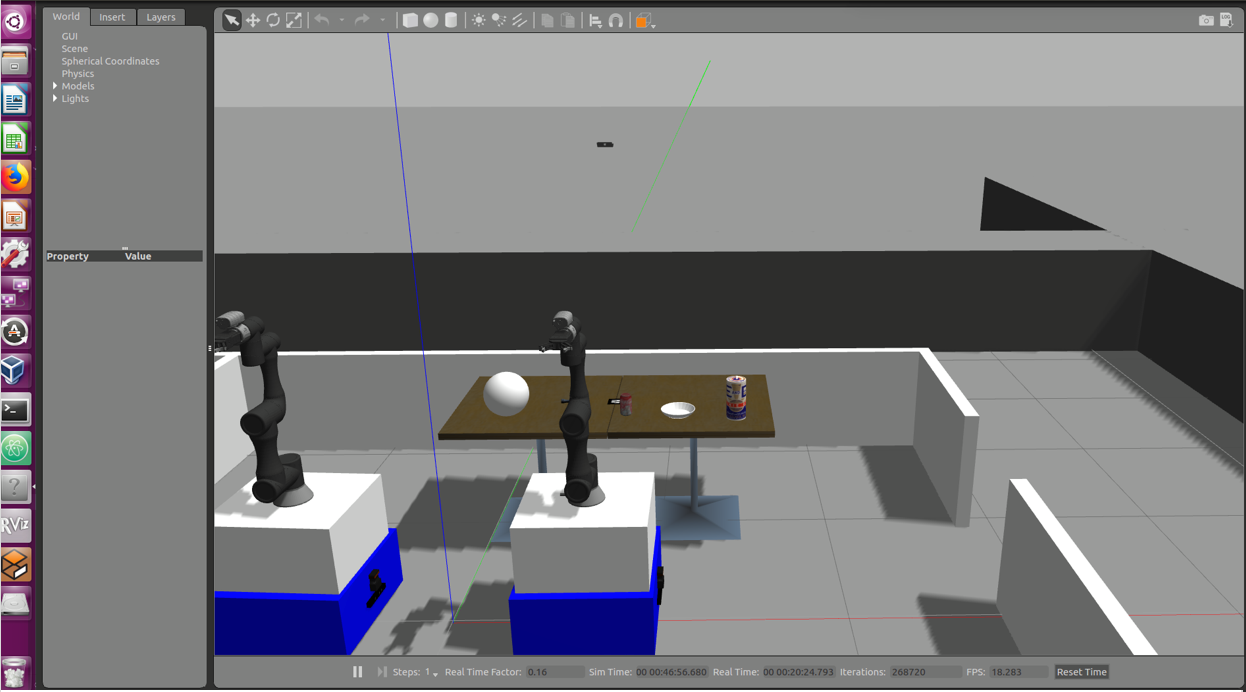 World Insert Layers
LOG
GUI
Scene
Spherical Coordinates
Physics
Models
Lights
Property Value
RViz
Steps: 1 Real Time Factor: 0.16 Sim Time: 00 00:46:56.680 Real Time: 00 00:20:24.793 Iterations: 268720 FPS: 18.283 Reset Time